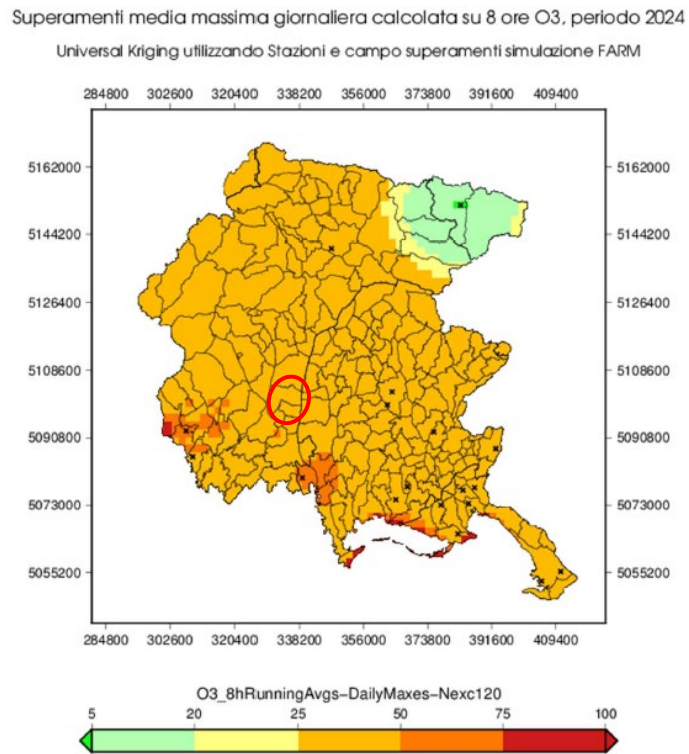 Superamenti media massima giornaliera calcolata su 8 ore O3, periodo 2024
Universal Kriging utilizzando Stazioni e campo superamenti simulazione FARM
284800 302600 320400 338200 356000 373800 391600 409400
5162000 5162000
5144200 5144200
5126400 5126400
5108600 5108600
5090800 5090800
5073000 5073000
5055200 5055200
284800 302600 320400 338200 356000 373800 391600 409400
O3_8hRunningAvgs-DailyMaxes-Nexc120
5 20 25 50 75 100